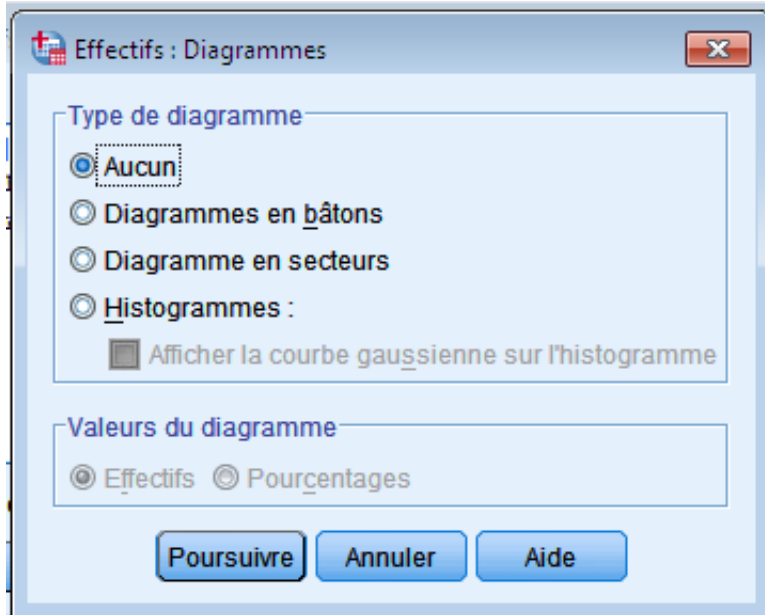 Effectifs : Diagrammes
Type de diagramme
Aucun
Diagrammes en bâtons
Diagramme en secteurs
Histogrammes :
Afficher la courbe gaussienne sur l'histogramme
Valeurs du diagramme
Effectifs Pourcentages
Poursuivre Annuler Aide